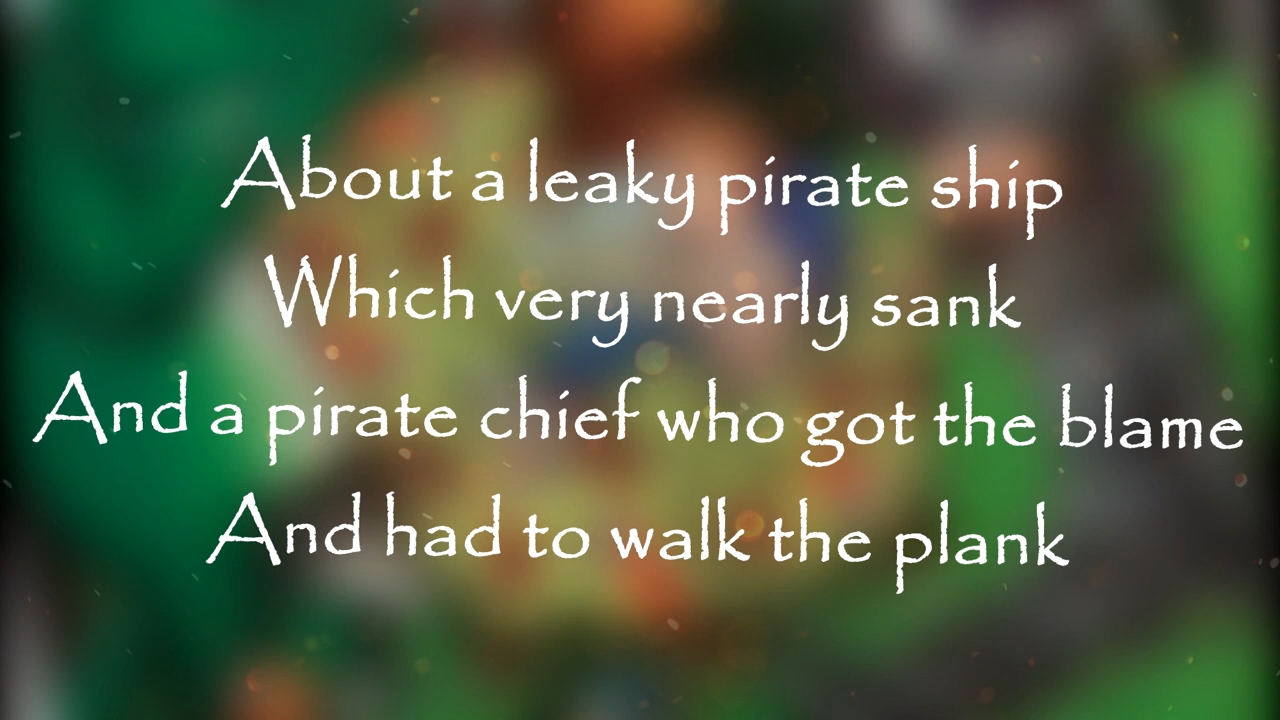 About a leaky pirate ship
Which very nearly sank
And a pirate chief who got the blame
And had to walk the plank